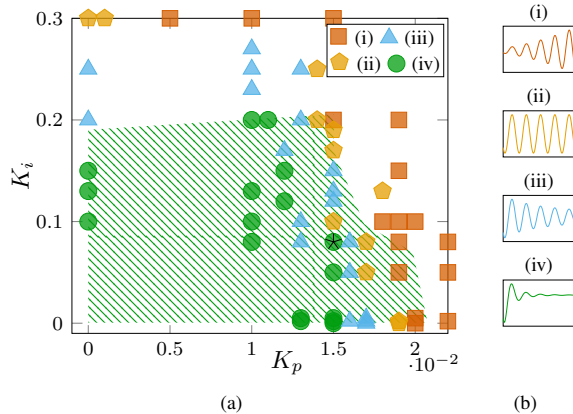 0.3
0.2
0.1
0
K_i
(i) (iii)
(ii) (iv)
0 0.5 1 1.5 2
·10⁻²
K_p
(a)
(i)
(ii)
(iii)
(iv)
(b)